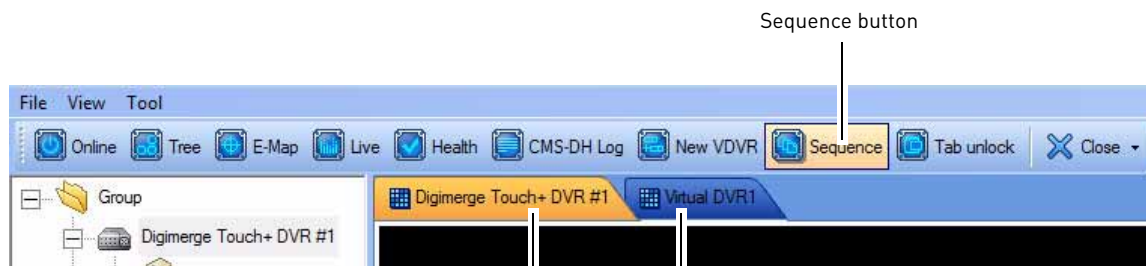 Sequence button
File View Tool
Online Tree E-Map Live Health CMS-DH Log New VDVR Sequence Tab unlock Close
Group
Digimerge Touch+ DVR #1 Virtual DVR1
Digimerge Touch+ DVR #1